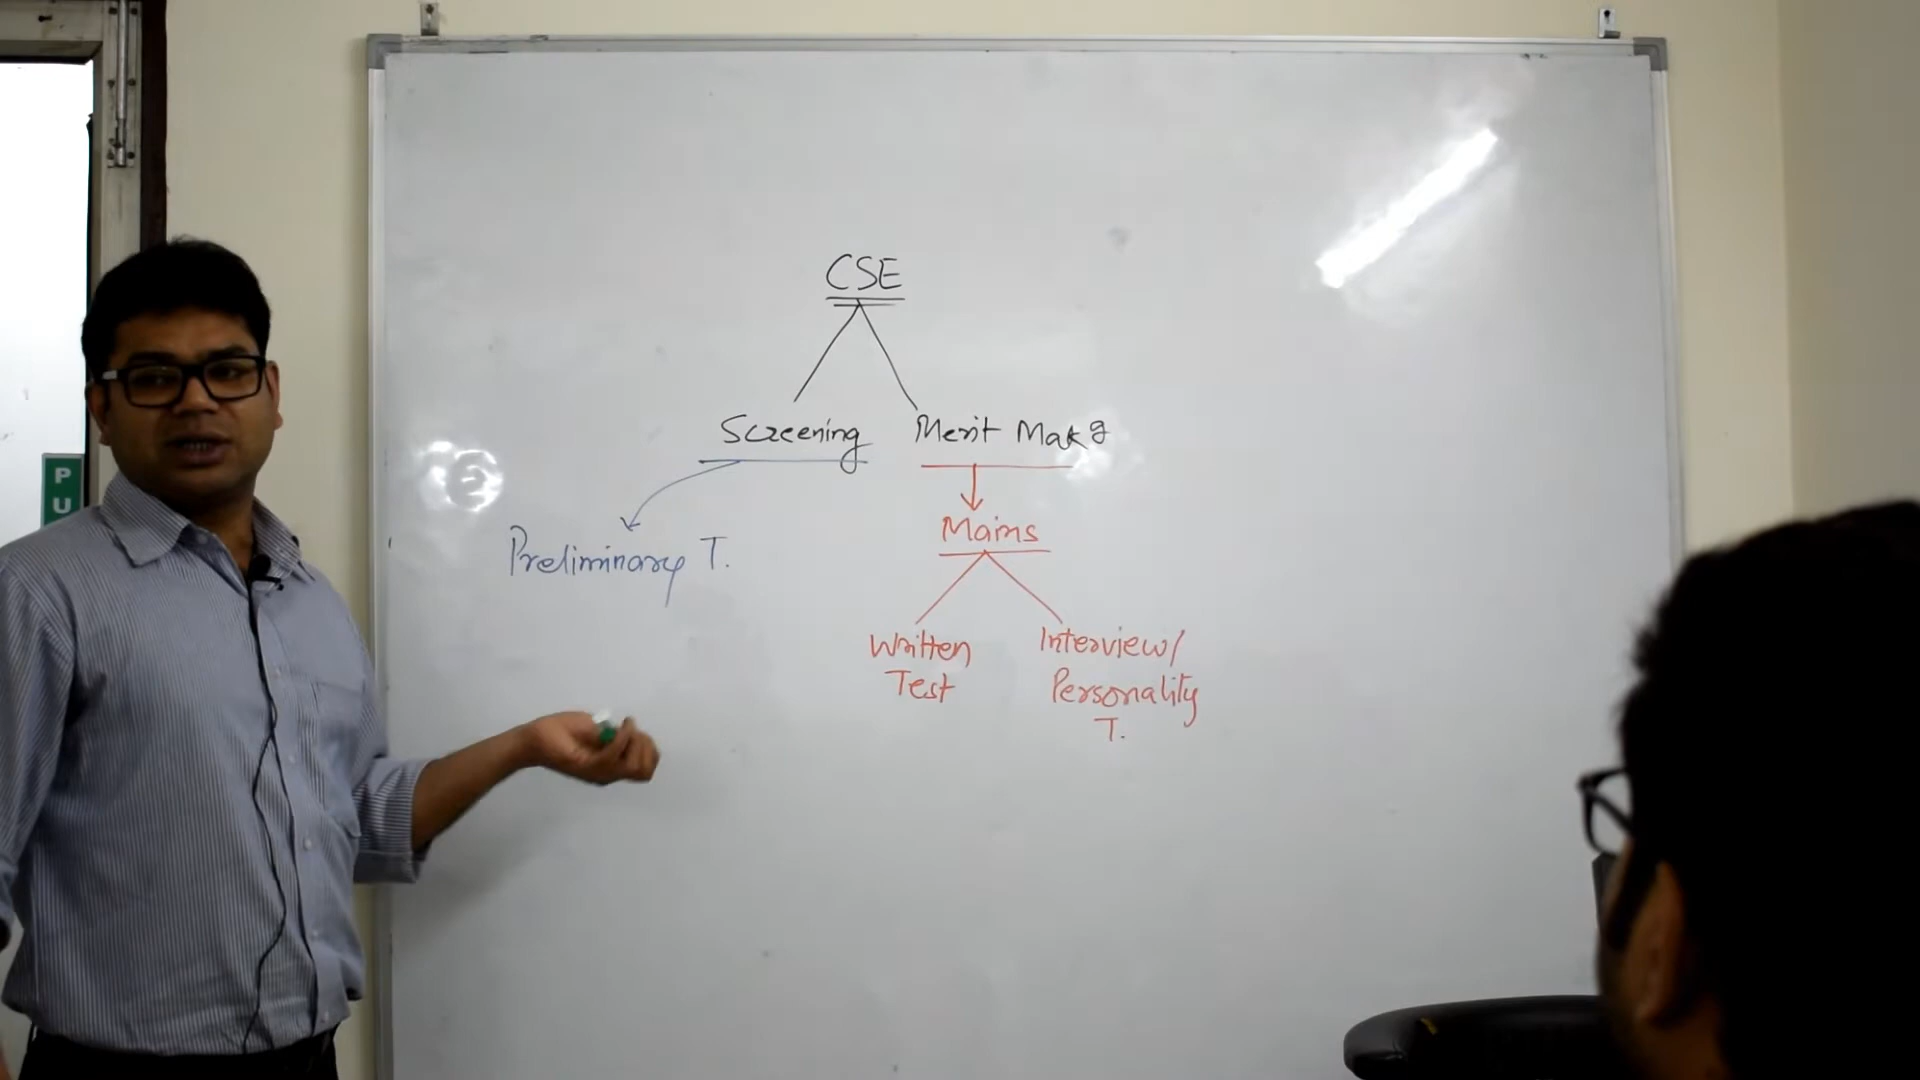 CSE
Screening Merit Mak g
Preliminary T.
Mains
Written
Test
Interview/
Personality
T.
P
U